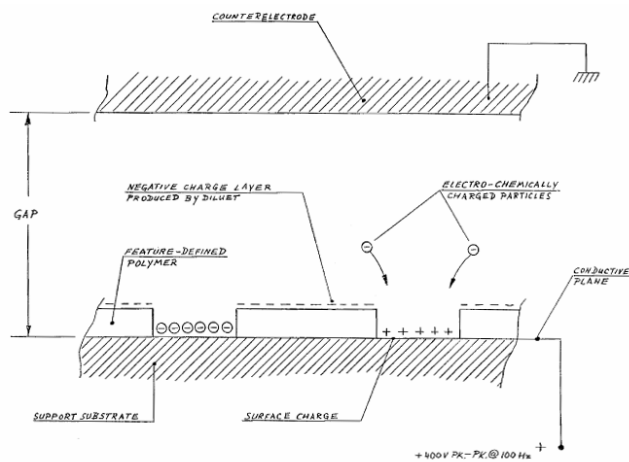 COUNTERELECTRODE
NEGATIVE CHARGE LAYER
PRODUCED BY DILUET
ELECTRO-CHEMICALLY
CHARGED PARTICLES
GAP
FEATURE-DEFINED
POLYMER
CONDUCTIVE
PLANE
⊖ ⊖
⊖⊖⊖⊖⊖⊖
+ + + + +
SUPPORT SUBSTRATE
SURFACE CHARGE
+
+400V PK.-PK.@ 100 Hz